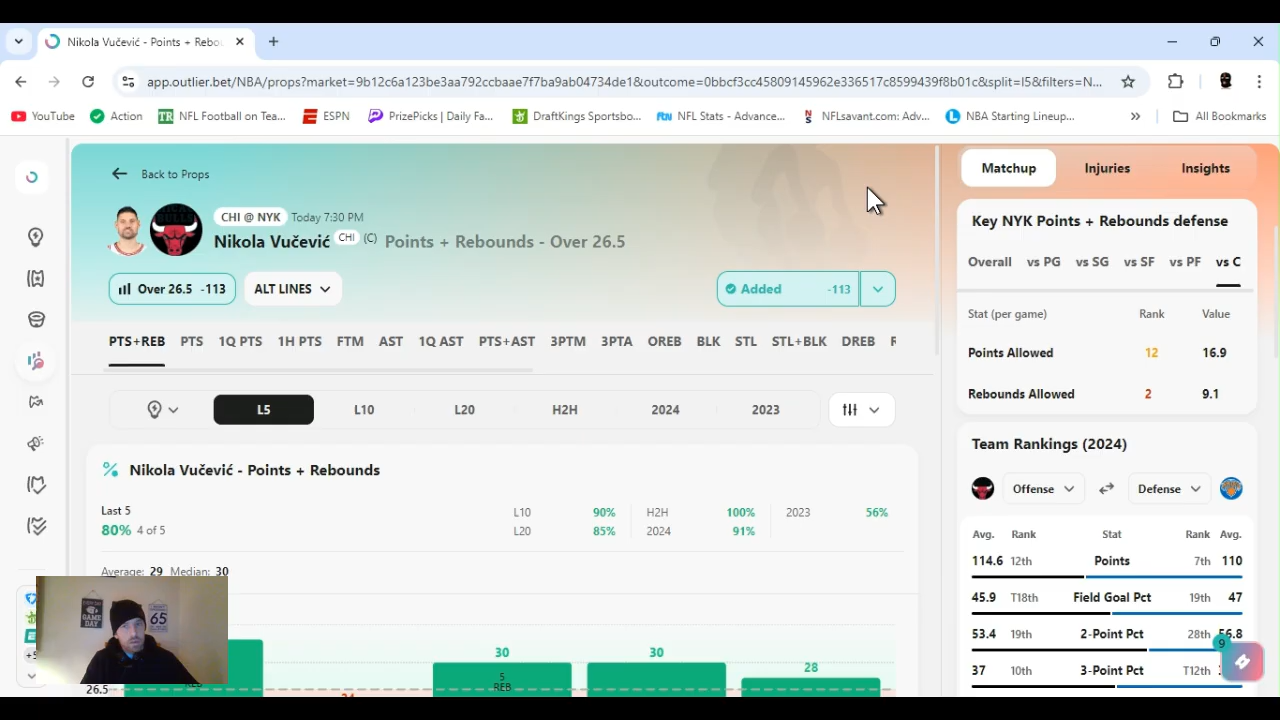 Nikola Vučević - Points + Rebou
app.outlier.bet/NBA/props?market=9b12c6a123be3aa792ccbaae7f7ba9ab04734de1&outcome=0bbcf3cc45809145962e336517c8599439f8b01c&split=l5&filters=N...
YouTube Action NFL Football on Tea... ESPN PrizePicks | Daily Fa... DraftKings Sportsbo... NFL Stats - Advance... NFLsavant.com: Adv... NBA Starting Lineup... » All Bookmarks
Back to Props
CHI @ NYK Today 7:30 PM
Nikola Vučević CHI (C) Points + Rebounds - Over 26.5
Over 26.5 -113 ALT LINES Added -113
PTS+REB PTS 1Q PTS 1H PTS FTM AST 1Q AST PTS+AST 3PTM 3PTA OREB BLK STL STL+BLK DREB
L5 L10 L20 H2H 2024 2023
Nikola Vučević - Points + Rebounds
Last 5
80% 4 of 5
L10 90% H2H 100% 2023 56%
L20 85% 2024 91%
Average: 29 Median: 30
30 30 28
5
REB
26.5
Matchup Injuries Insights
Key NYK Points + Rebounds defense
Overall vs PG vs SG vs SF vs PF vs C
Stat (per game) Rank Value
Points Allowed 12 16.9
Rebounds Allowed 2 9.1
Team Rankings (2024)
Offense Defense
Avg. Rank Stat Rank Avg.
114.6 12th Points 7th 110
45.9 T18th Field Goal Pct 19th 47
53.4 19th 2-Point Pct 28th 56.8
9
37 10th 3-Point Pct T12th
GAME
DAY
65